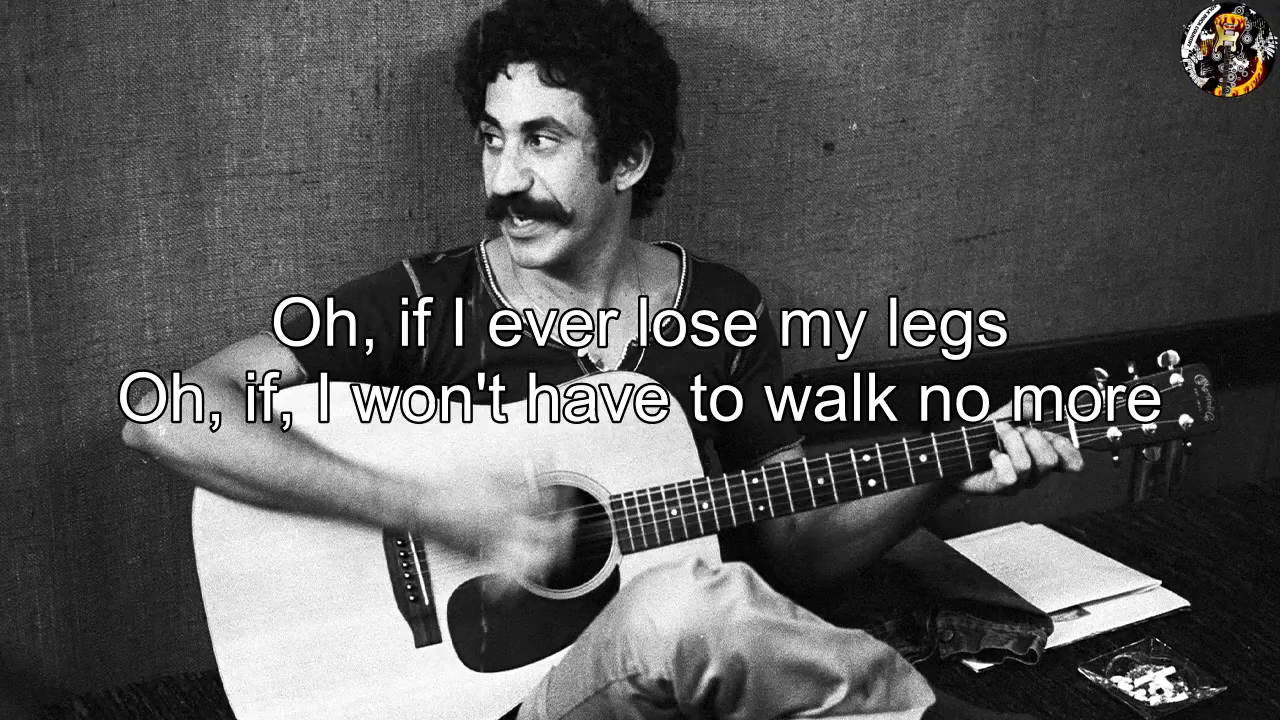 Oh, if I ever lose my legs
Oh, if, I won't have to walk no more